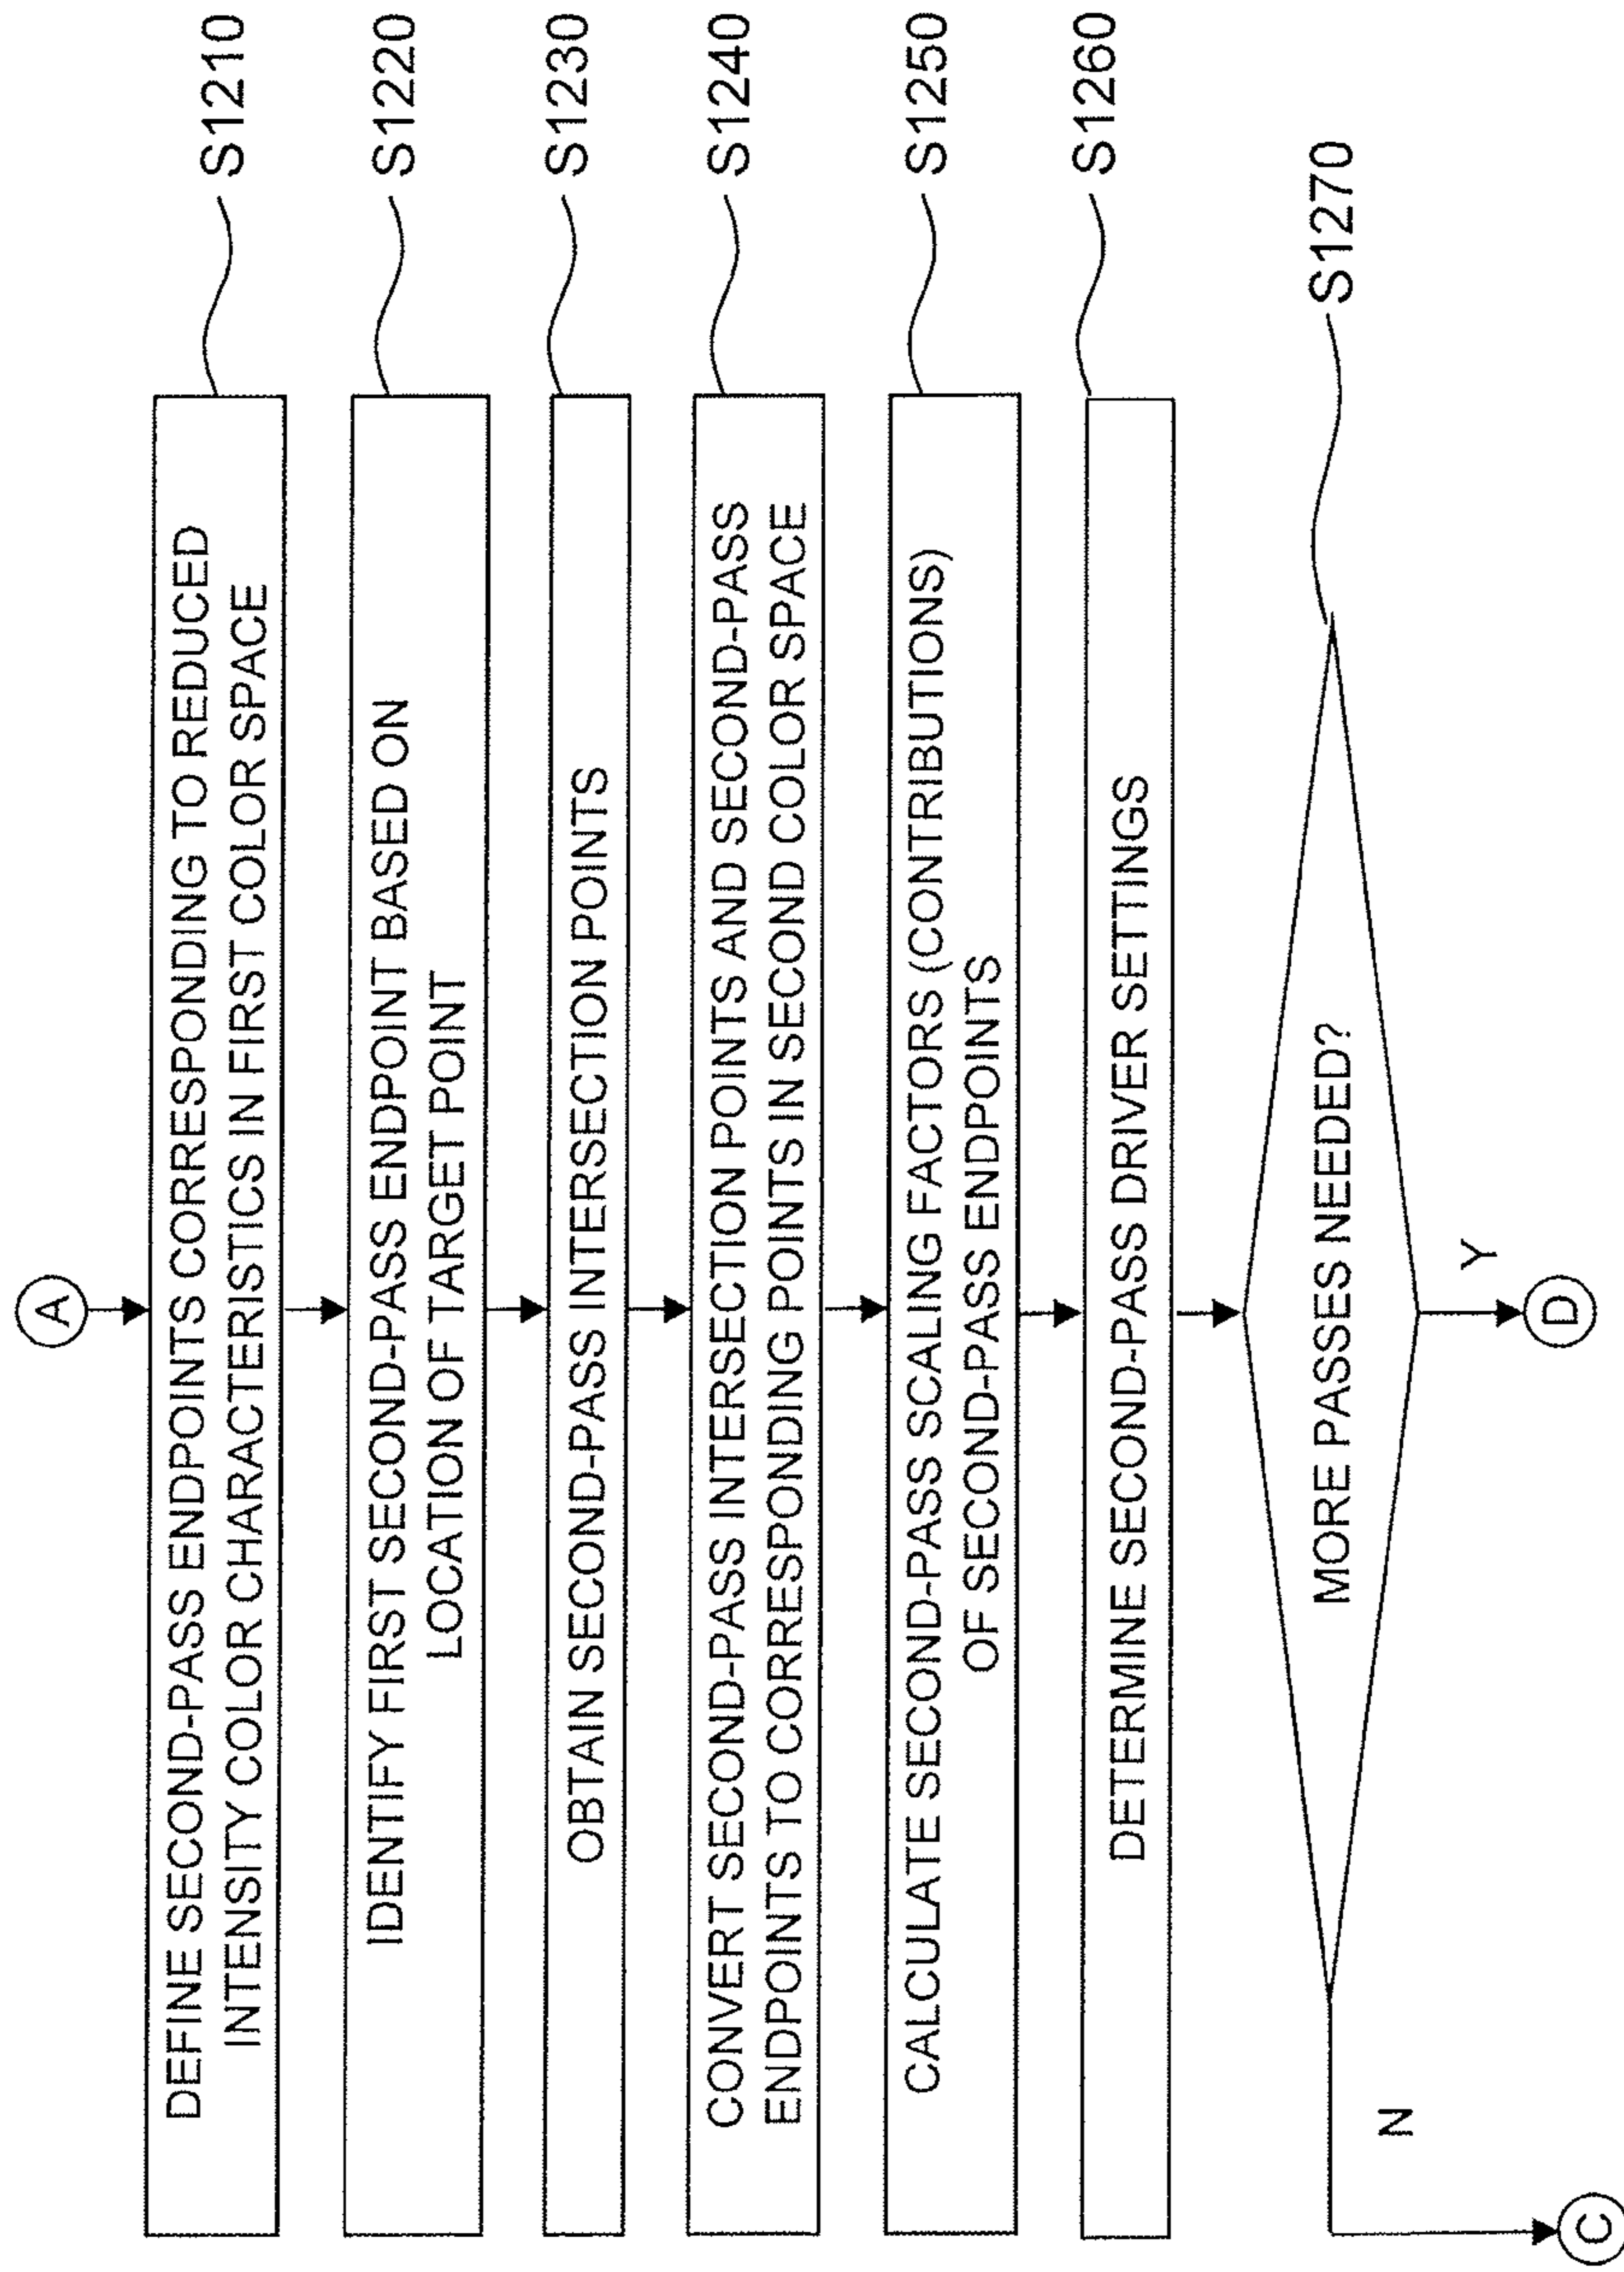 A
DEFINE SECOND-PASS ENDPOINTS CORRESPONDING TO REDUCED
INTENSITY COLOR CHARACTERISTICS IN FIRST COLOR SPACE
S1210
IDENTIFY FIRST SECOND-PASS ENDPOINT BASED ON
LOCATION OF TARGET POINT
S1220
OBTAIN SECOND-PASS INTERSECTION POINTS
S1230
CONVERT SECOND-PASS INTERSECTION POINTS AND SECOND-PASS
ENDPOINTS TO CORRESPONDING POINTS IN SECOND COLOR SPACE
S1240
CALCULATE SECOND-PASS SCALING FACTORS (CONTRIBUTIONS)
OF SECOND-PASS ENDPOINTS
S1250
DETERMINE SECOND-PASS DRIVER SETTINGS
S1260
MORE PASSES NEEDED?
S1270
N
Y
C
D